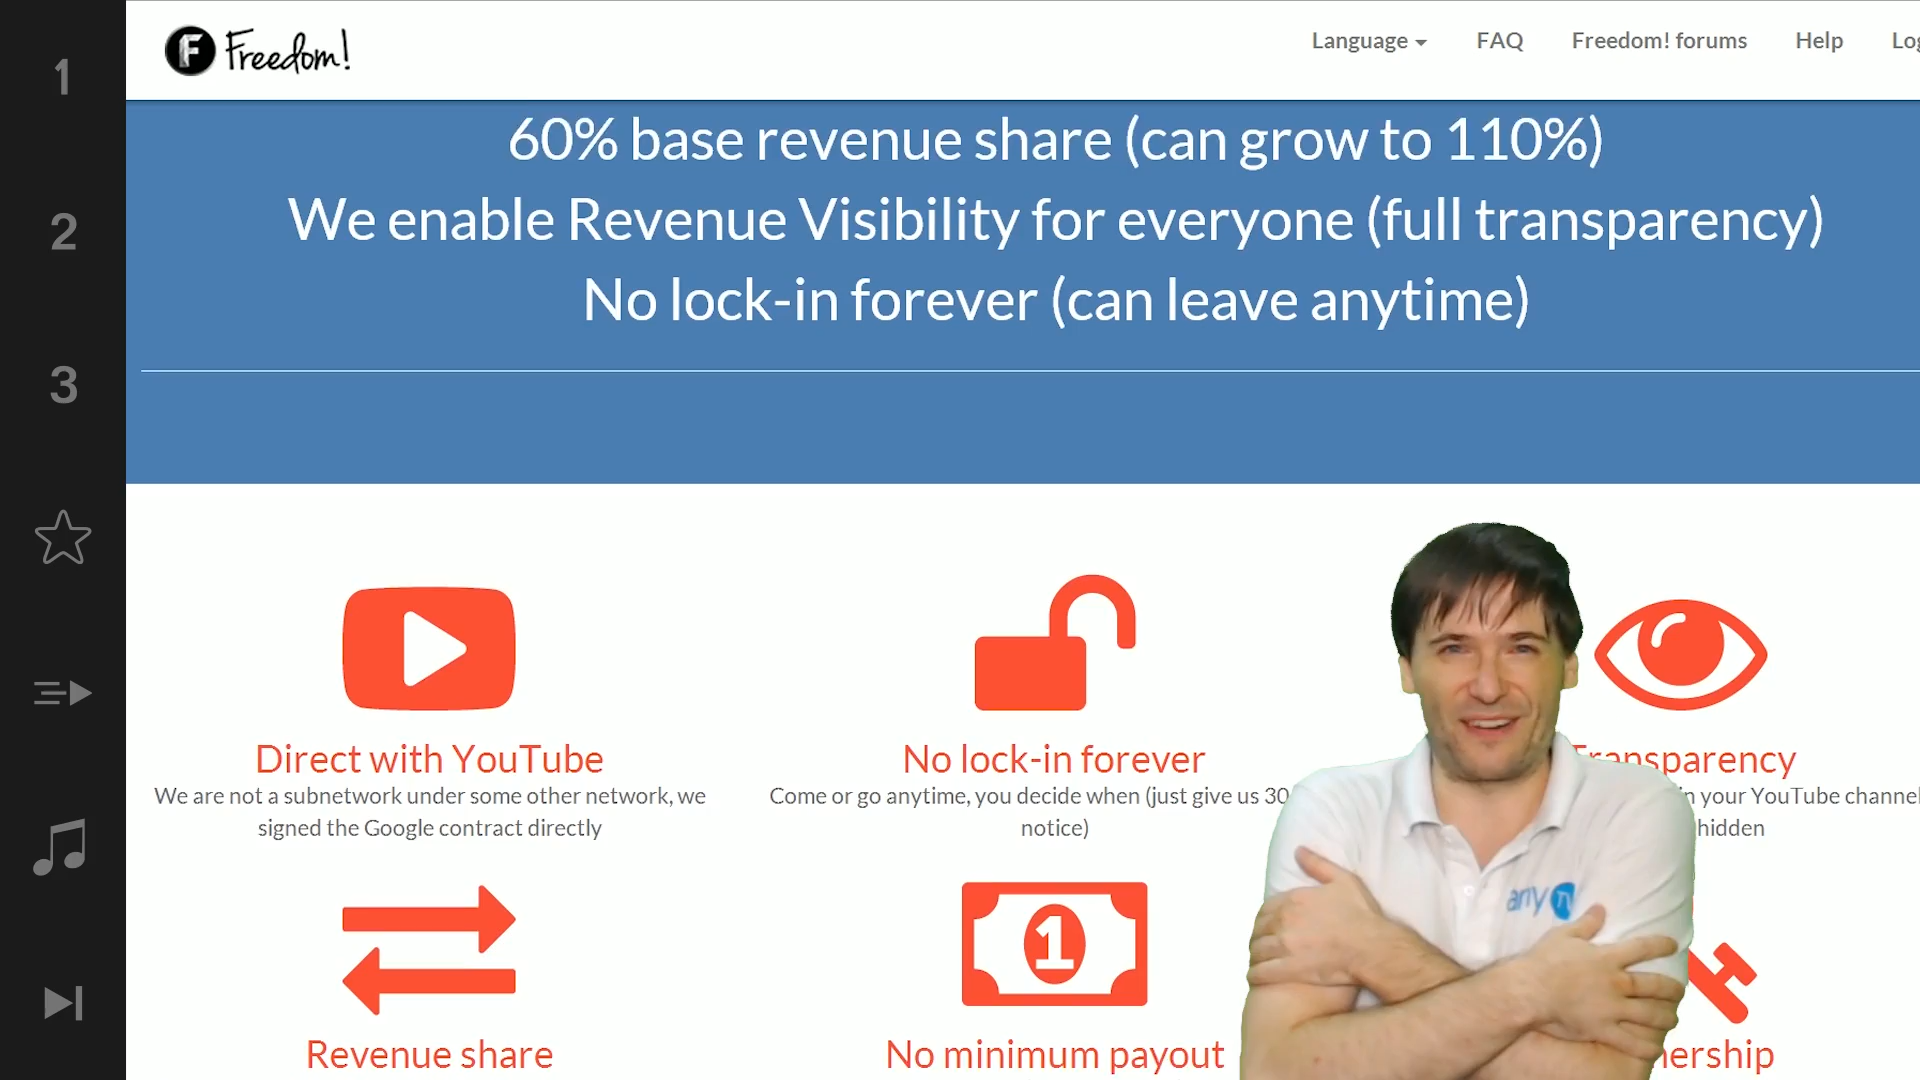 1
2
3
F Freedom!
Language
FAQ
Freedom! forums
Help
60% base revenue share (can grow to 110%)
We enable Revenue Visibility for everyone (full transparency)
No lock-in forever (can leave anytime)
Direct with YouTube
We are not a subnetwork under some other network, we
signed the Google contract directly
No lock-in forever
Come or go anytime, you decide when (just give us 30
notice)
Transparency
in your YouTube channel
hidden
any n
Revenue share
1
No minimum payout